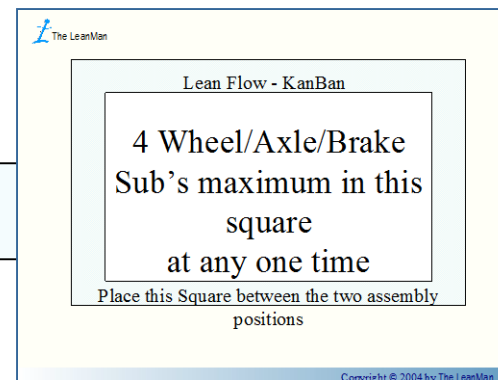 The LeanMan
Lean Flow - KanBan
4 Wheel/Axle/Brake
Sub's maximum in this
square
at any one time
Place this Square between the two assembly
positions
Copyright © 2004 by The LeanMan